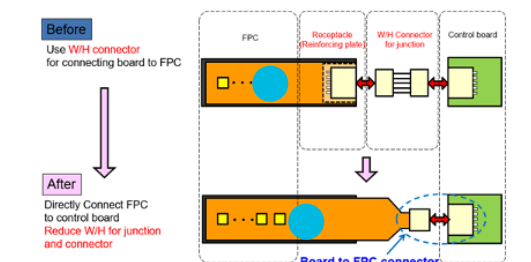 Before
Use W/H connector
for connecting board to FPC
FPC
Receptacle
(Reinforcing plate)
W/H Connector
for junction
Control board
After
Directly Connect FPC
to control board
Reduce W/H for junction
and connector
Board to FPC connector